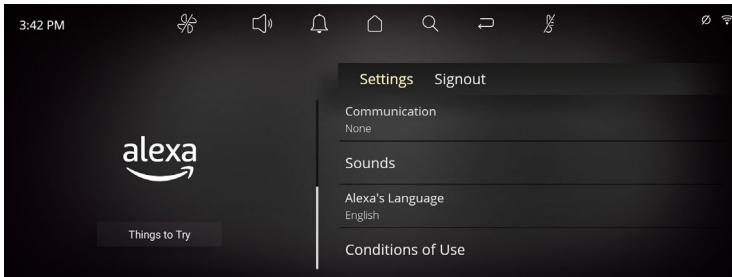 3:42 PM
Settings Signout
Communication
None
Sounds
Alexa's Language
English
Conditions of Use
alexa
Things to Try